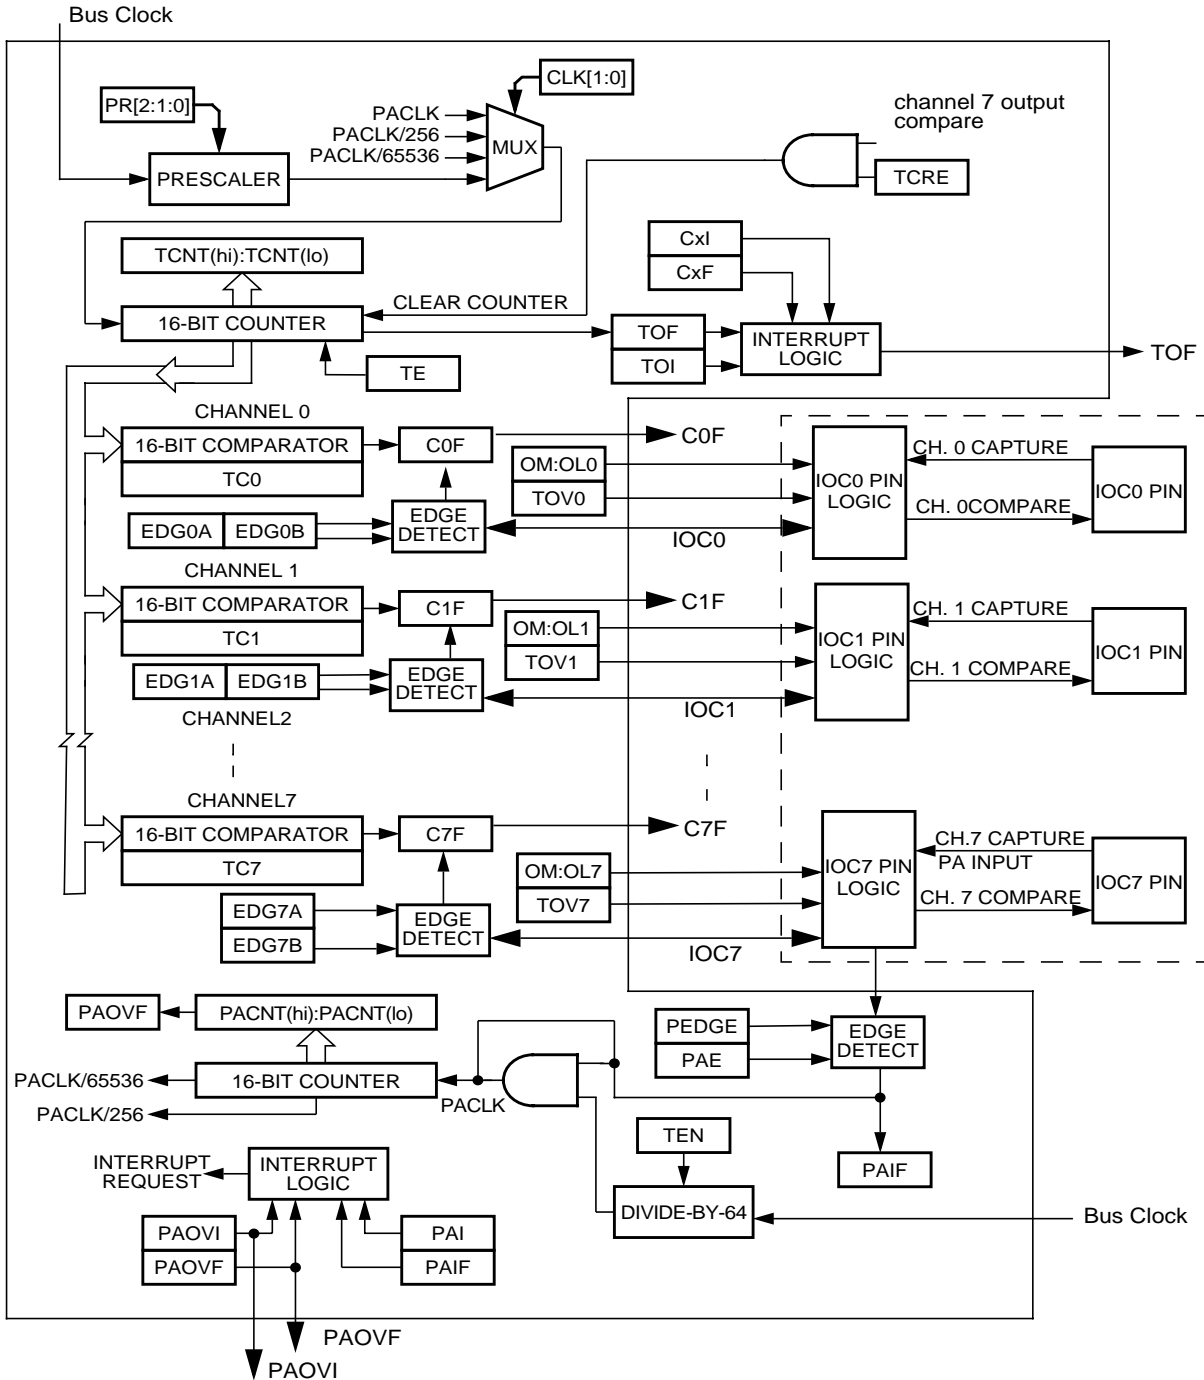 Bus Clock
CLK[1:0]
PR[2:1:0]
PACLK
PACLK/256
PACLK/65536
MUX
channel 7 output
compare
PRESCALER
TCRE
CxI
CxF
TCNT(hi):TCNT(lo)
CLEAR COUNTER
16-BIT COUNTER
TOF
TOI
INTERRUPT
LOGIC
TOF
TE
CHANNEL 0
16-BIT COMPARATOR
TC0
C0F
C0F
OM:OL0
TOV0
EDGE
DETECT
EDG0A
EDG0B
IOC0
IOC0 PIN
LOGIC
CH. 0 CAPTURE
CH. 0COMPARE
IOC0 PIN
CHANNEL 1
16-BIT COMPARATOR
TC1
C1F
C1F
OM:OL1
TOV1
EDGE
DETECT
EDG1A
EDG1B
IOC1
IOC1 PIN
LOGIC
CH. 1 CAPTURE
CH. 1 COMPARE
IOC1 PIN
CHANNEL2
CHANNEL7
16-BIT COMPARATOR
TC7
C7F
C7F
OM:OL7
TOV7
EDG7A
EDG7B
EDGE
DETECT
IOC7
IOC7 PIN
LOGIC
CH.7 CAPTURE
PA INPUT
CH. 7 COMPARE
IOC7 PIN
PAOVF
PACNT(hi):PACNT(lo)
PEDGE
PAE
EDGE
DETECT
PACLK/65536
16-BIT COUNTER
PACLK
PACLK/256
TEN
PAIF
INTERRUPT
REQUEST
INTERRUPT
LOGIC
DIVIDE-BY-64
Bus Clock
PAOVI
PAOVF
PAI
PAIF
PAOVF
PAOVI